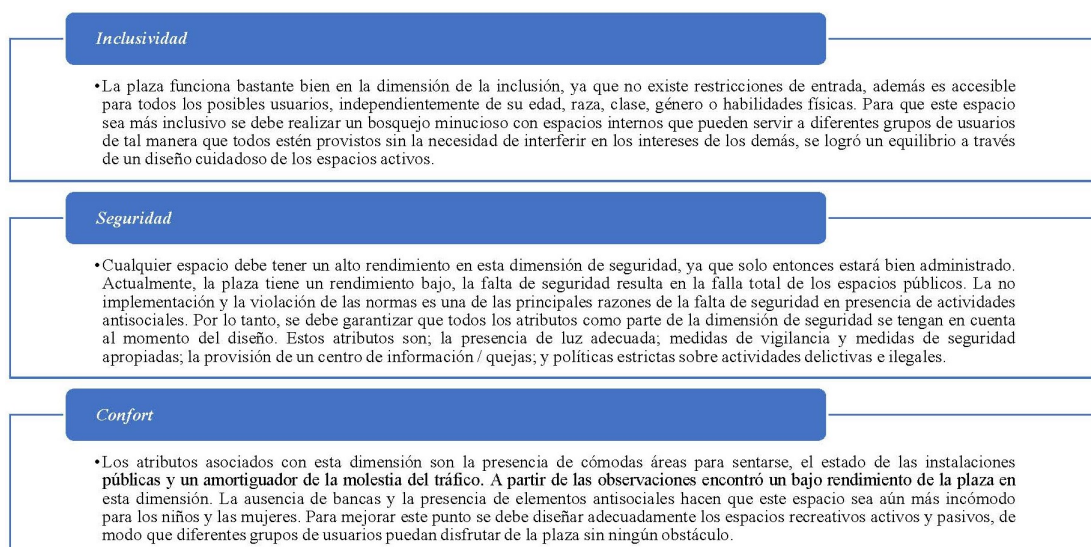 Inclusividad
•La plaza funciona bastante bien en la dimensión de la inclusión, ya que no existe restricciones de entrada, además es accesible
para todos los posibles usuarios, independientemente de su edad, raza, clase, género o habilidades físicas. Para que este espacio
sea más inclusivo se debe realizar un bosquejo minucioso con espacios internos que pueden servir a diferentes grupos de usuarios
de tal manera que todos estén provistos sin la necesidad de interferir en los intereses de los demás, se logró un equilibrio a través
de un diseño cuidadoso de los espacios activos.
Seguridad
•Cualquier espacio debe tener un alto rendimiento en esta dimensión de seguridad, ya que solo entonces estará bien administrado.
Actualmente, la plaza tiene un rendimiento bajo, la falta de seguridad resulta en la falla total de los espacios públicos. La no
implementación y la violación de las normas es una de las principales razones de la falta de seguridad en presencia de actividades
antisociales. Por lo tanto, se debe garantizar que todos los atributos como parte de la dimensión de seguridad se tengan en cuenta
al momento del diseño. Estos atributos son; la presencia de luz adecuada; medidas de vigilancia y medidas de seguridad
apropiadas; la provisión de un centro de información / quejas; y políticas estrictas sobre actividades delictivas e ilegales.
Confort
•Los atributos asociados con esta dimensión son la presencia de cómodas áreas para sentarse, el estado de las instalaciones
públicas y un amortiguador de la molestia del tráfico. A partir de las observaciones encontró un bajo rendimiento de la plaza en
esta dimensión. La ausencia de bancas y la presencia de elementos antisociales hacen que este espacio sea aún más incómodo
para los niños y las mujeres. Para mejorar este punto se debe diseñar adecuadamente los espacios recreativos activos y pasivos, de
modo que diferentes grupos de usuarios puedan disfrutar de la plaza sin ningún obstáculo.